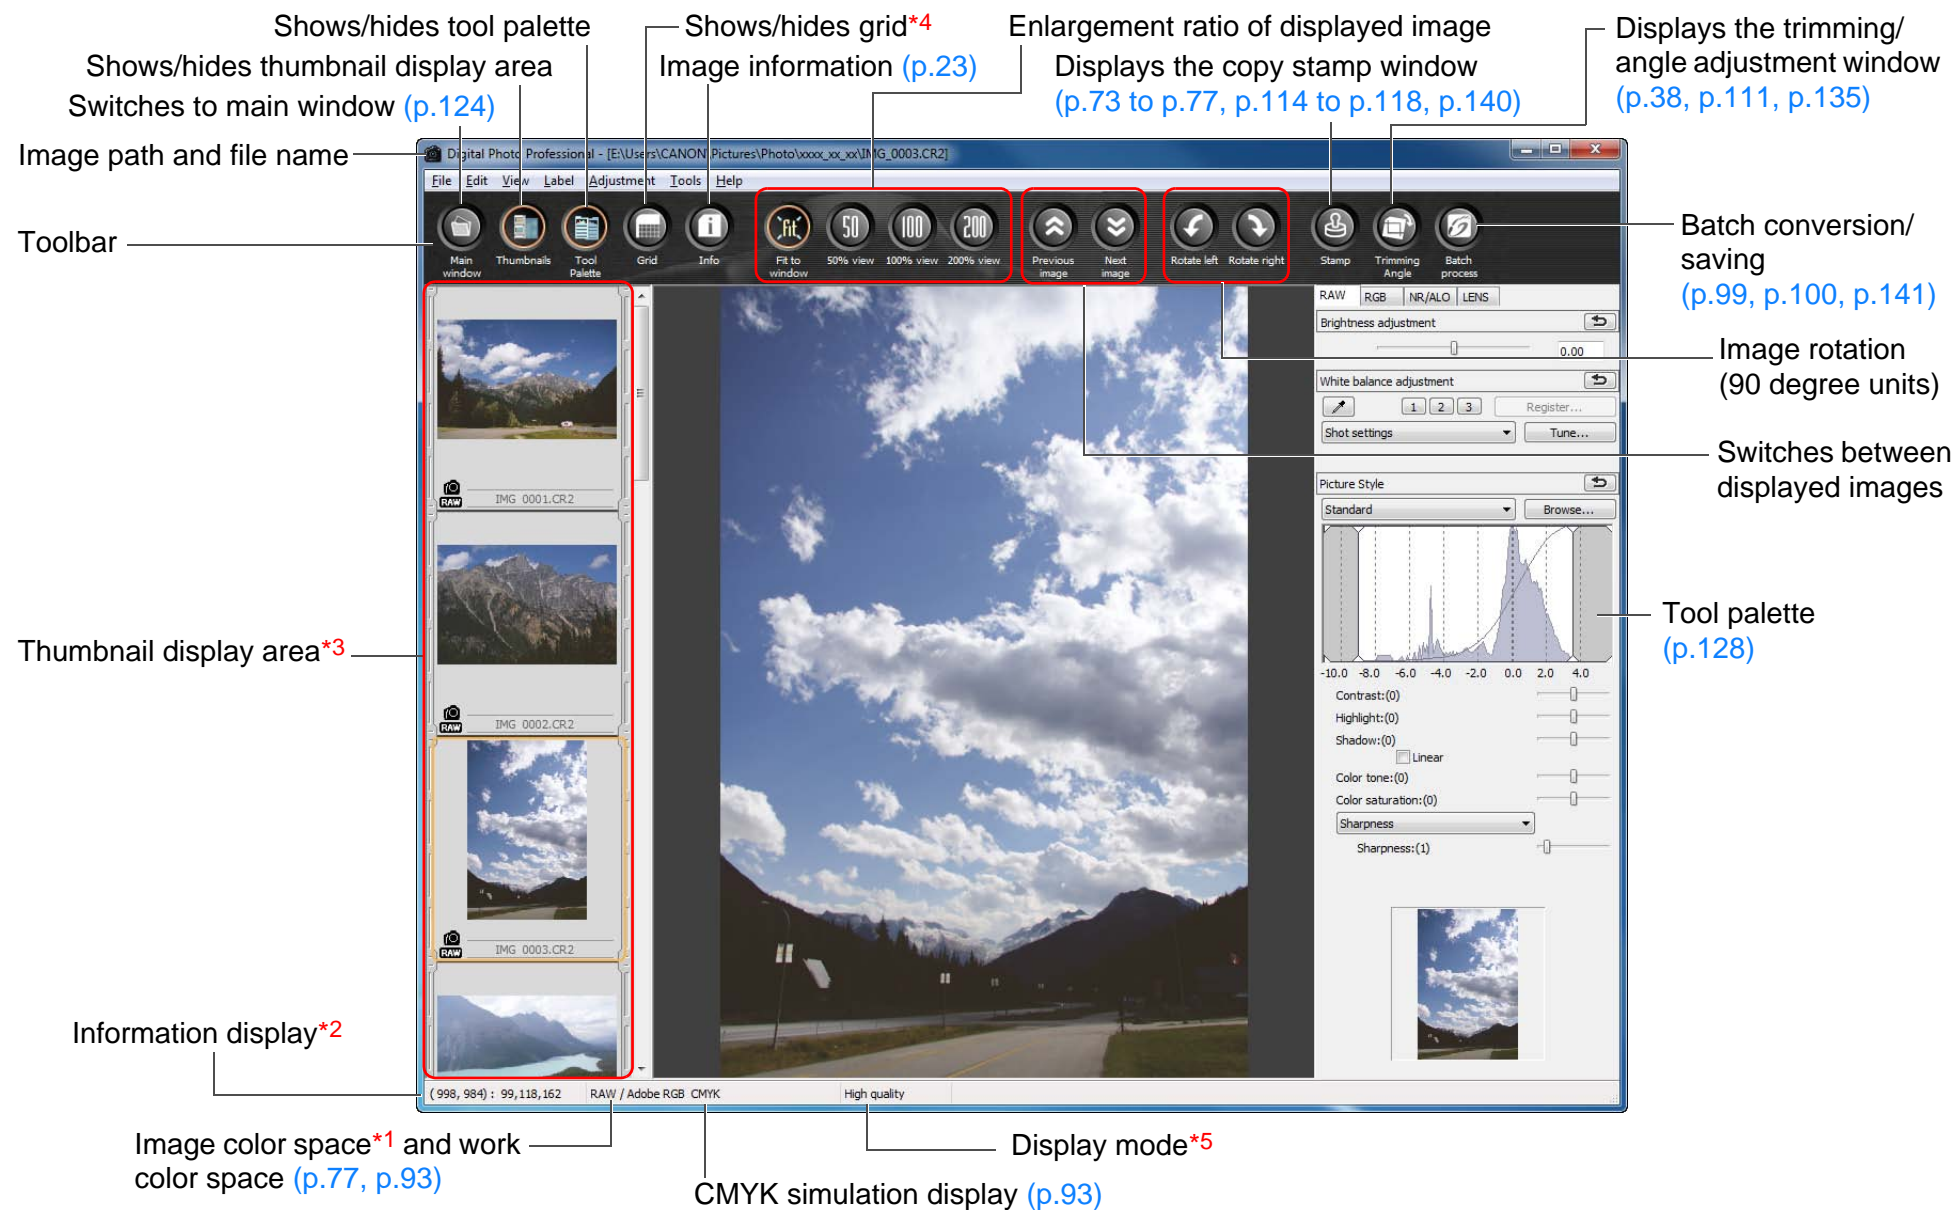 Shows/hides tool palette
Shows/hides grid*4
Enlargement ratio of displayed image
Displays the trimming/
angle adjustment window
(p.38, p.111, p.135)
Shows/hides thumbnail display area
Image information (p.23)
Displays the copy stamp window
(p.73 to p.77, p.114 to p.118, p.140)
Switches to main window (p.124)
Image path and file name
Digital Photo Professional - [E:\Users\CANON\Pictures\Photo\xxxx_xx_xx\IMG_0003.CR2]
File Edit View Label Adjustment Tools Help
Toolbar
fit 50 100 200
Main
window
Thumbnails
Tool
Palette
Grid
Info
Fit to
window
50% view
100% view
200% view
Previous
image
Next
image
Rotate left
Rotate right
Stamp
Trimming
Angle
Batch
process
Batch conversion/
saving
(p.99, p.100, p.141)
RAW RGB NR/ALO LENS
Brightness adjustment
0.00
Image rotation
(90 degree units)
White balance adjustment
1 2 3 Register...
Shot settings Tune...
Switches between
displayed images
Picture Style
Standard Browse...
-10.0 -8.0 -6.0 -4.0 -2.0 0.0 2.0 4.0
Tool palette
(p.128)
Contrast:(0)
Highlight:(0)
Shadow:(0)
Linear
Color tone:(0)
Color saturation:(0)
Sharpness
Sharpness:(1)
RAW IMG_0001.CR2
Thumbnail display area*3
RAW IMG_0002.CR2
RAW IMG_0003.CR2
Information display*2
(998, 984) : 99,118,162 RAW / Adobe RGB CMYK High quality
Image color space*1 and work
color space (p.77, p.93)
Display mode*5
CMYK simulation display (p.93)